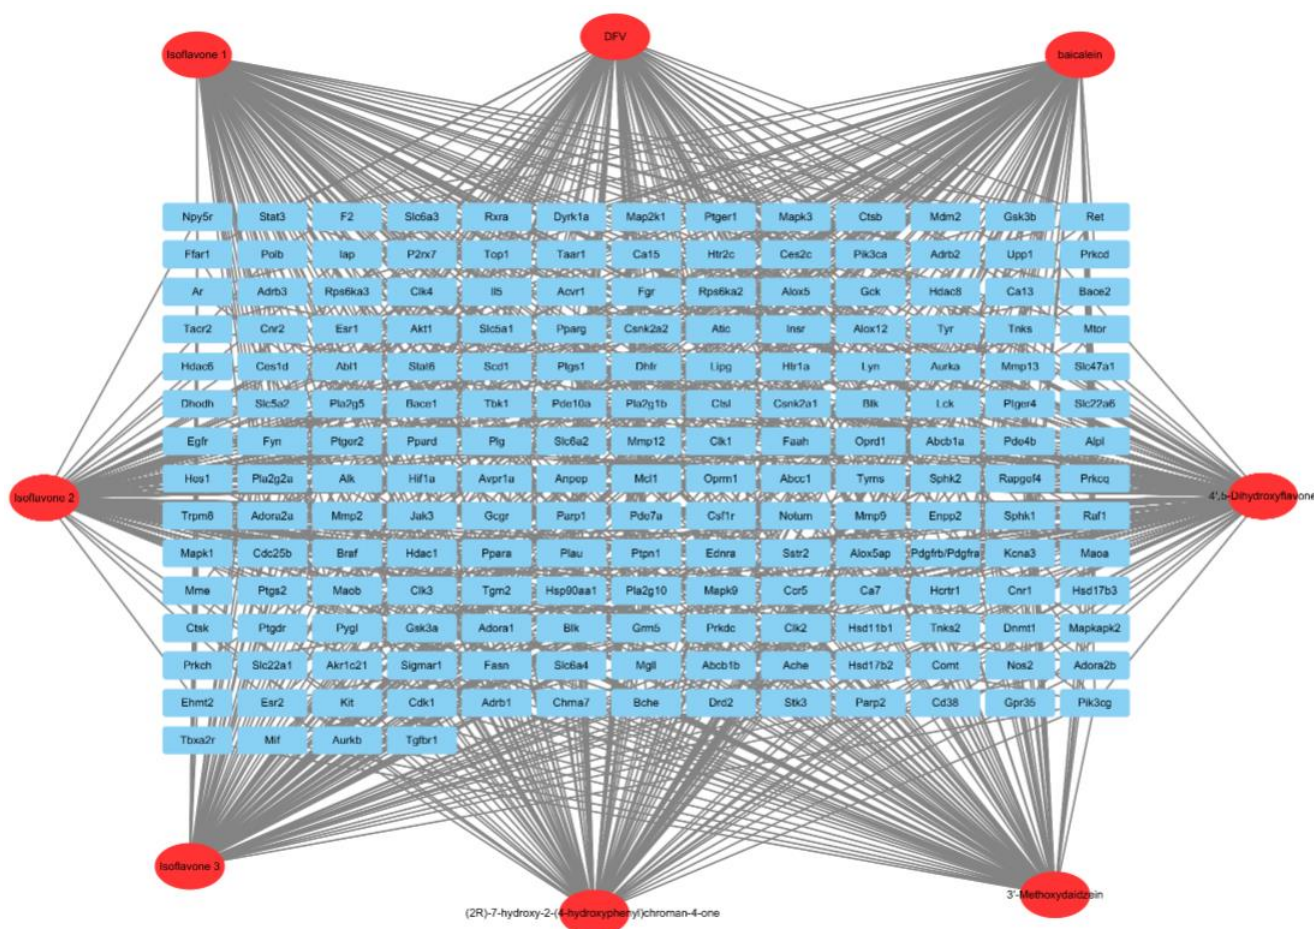 Isoflavone 1
DFV
baicalein
Npy5r Stat3 F2 Slc6a3 Rxra Dyrk1a Map2k1 Ptger1 Mapk3 Ctsb Mdm2 Gsk3b Ret
Ffar1 Polb Iap P2rx7 Top1 Taar1 Ca15 Htr2c Ces2c Pik3ca Adrb2 Upp1 Prkcd
Ar Adrb3 Rps6ka3 Clk4 Il5 Acvr1 Fgr Rps6ka2 Alox5 Gck Hdac8 Ca13 Bace2
Tacr2 Cnr2 Esr1 Akt1 Slc5a1 Pparg Csnk2a2 Atic Insr Alox12 Tyr Tnks Mtor
Hdac6 Ces1d Abl1 Stat6 Scd1 Ptgs1 Dhfr Lipg Htr1a Lyn Aurka Mmp13 Slc47a1
Dhodh Slc5a2 Pla2g5 Bace1 Tbk1 Pde10a Pla2g1b Ctsl Csnk2a1 Blk Lck Ptger4 Slc22a6
Egfr Fyn Ptger2 Ppard Plg Slc6a2 Mmp12 Clk1 Faah Oprd1 Abcb1a Pde4b Alpl
Isoflavone 2
Hes1 Pla2g2a Alk Hif1a Avpr1a Anpep Mcl1 Oprm1 Abcc1 Tyms Sphk2 Rapgef4 Prkcq
4',6-Dihydroxyflavone
Trpm8 Adora2a Mmp2 Jak3 Gcgr Parp1 Pde7a Csf1r Notum Mmp9 Enpp2 Sphk1 Raf1
Mapk1 Cdc25b Braf Hdac1 Ppara Plau Ptpn1 Ednra Sstr2 Alox5ap Pdgfrb/Pdgfra Kcna3 Maoa
Mme Ptgs2 Maob Clk3 Tgm2 Hsp90aa1 Pla2g10 Mapk9 Ccr5 Ca7 Hcrtr1 Cnr1 Hsd17b3
Ctsk Ptgdr Pygl Gsk3a Adora1 Blk Grm5 Prkdc Clk2 Hsd11b1 Tnks2 Dnmt1 Mapkapk2
Prkch Slc22a1 Akr1c21 Sigmar1 Fasn Slc6a4 Mgll Abcb1b Ache Hsd17b2 Comt Nos2 Adora2b
Ehmt2 Esr2 Kit Cdk1 Adrb1 Chrna7 Bche Drd2 Stk3 Parp2 Cd38 Gpr35 Pik3cg
Tbxa2r Mif Aurkb Tgfbr1
Isoflavone 3
3'-Methoxydaidzein
(2R)-7-hydroxy-2-(4-hydroxyphenyl)chroman-4-one